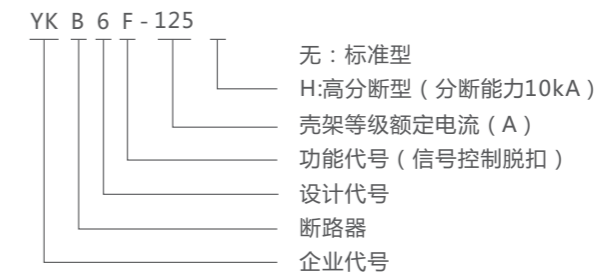 YK B 6 F - 125
无：标准型
H:高分断型（分断能力10kA）
壳架等级额定电流（A）
功能代号（信号控制脱扣）
设计代号
断路器
企业代号